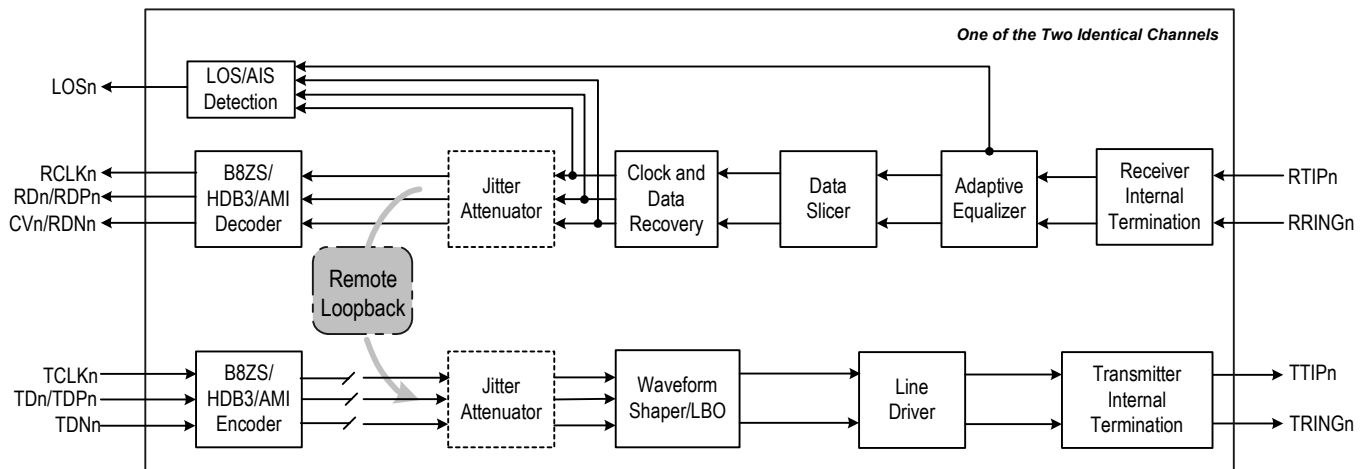 One of the Two Identical Channels
LOSn
LOS/AIS
Detection
RCLKn
RDn/RDPn
CVn/RDNn
B8ZS/
HDB3/AMI
Decoder
Jitter
Attenuator
Clock and
Data
Recovery
Data
Slicer
Adaptive
Equalizer
Receiver
Internal
Termination
RTIPn
RRINGn
Remote
Loopback
TCLKn
TDn/TDPn
TDNn
B8ZS/
HDB3/AMI
Encoder
Jitter
Attenuator
Waveform
Shaper/LBO
Line
Driver
Transmitter
Internal
Termination
TTIPn
TRINGn